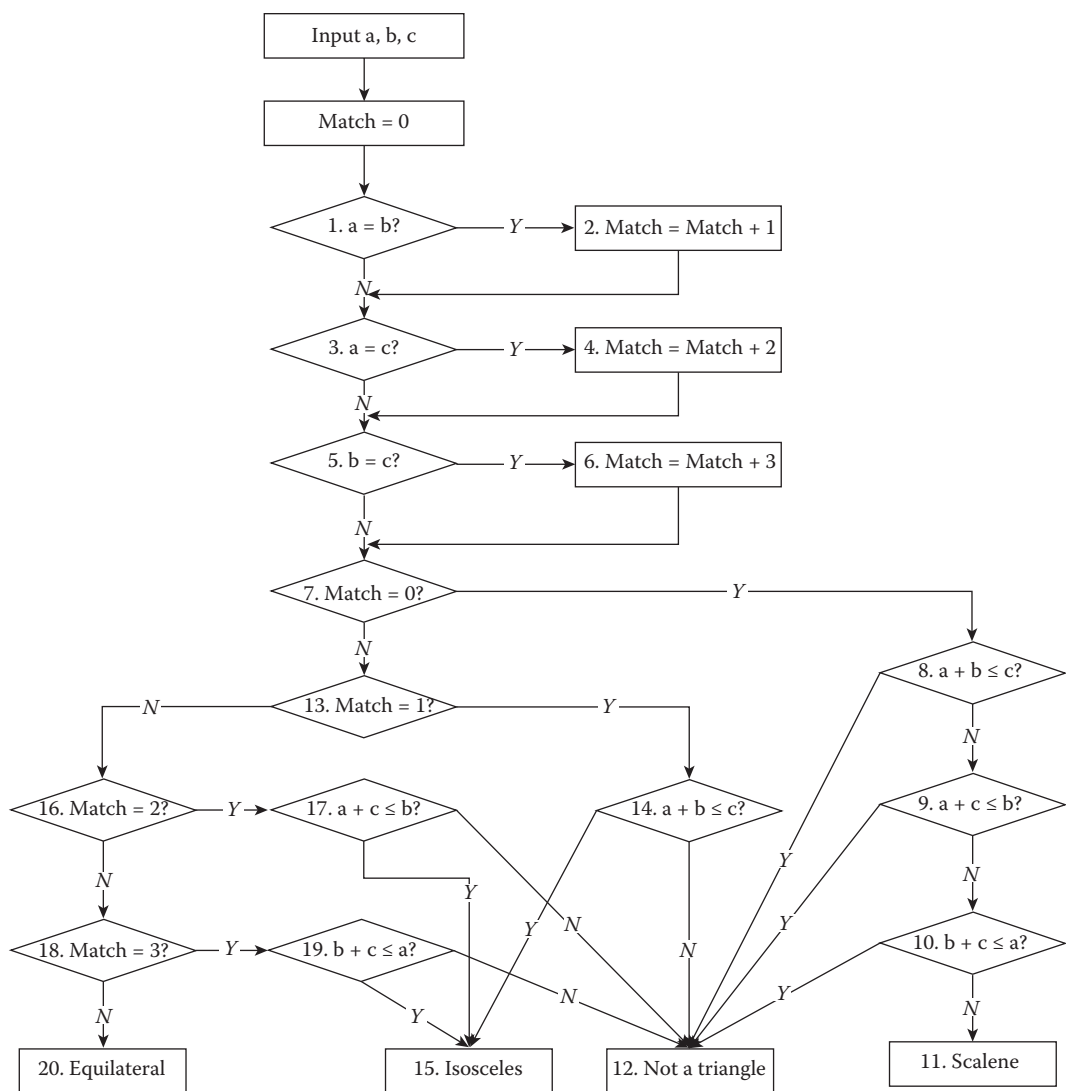 Input a, b, c
Match = 0
1. a = b?
Y
2. Match = Match + 1
N
3. a = c?
Y
4. Match = Match + 2
N
5. b = c?
Y
6. Match = Match + 3
N
7. Match = 0?
Y
N
8. a + b ≤ c?
13. Match = 1?
N
Y
N
16. Match = 2?
Y
17. a + c ≤ b?
14. a + b ≤ c?
9. a + c ≤ b?
Y
N
Y
N
Y
N
Y
N
18. Match = 3?
Y
19. b + c ≤ a?
10. b + c ≤ a?
N
Y
N
Y
N
20. Equilateral
15. Isosceles
12. Not a triangle
11. Scalene